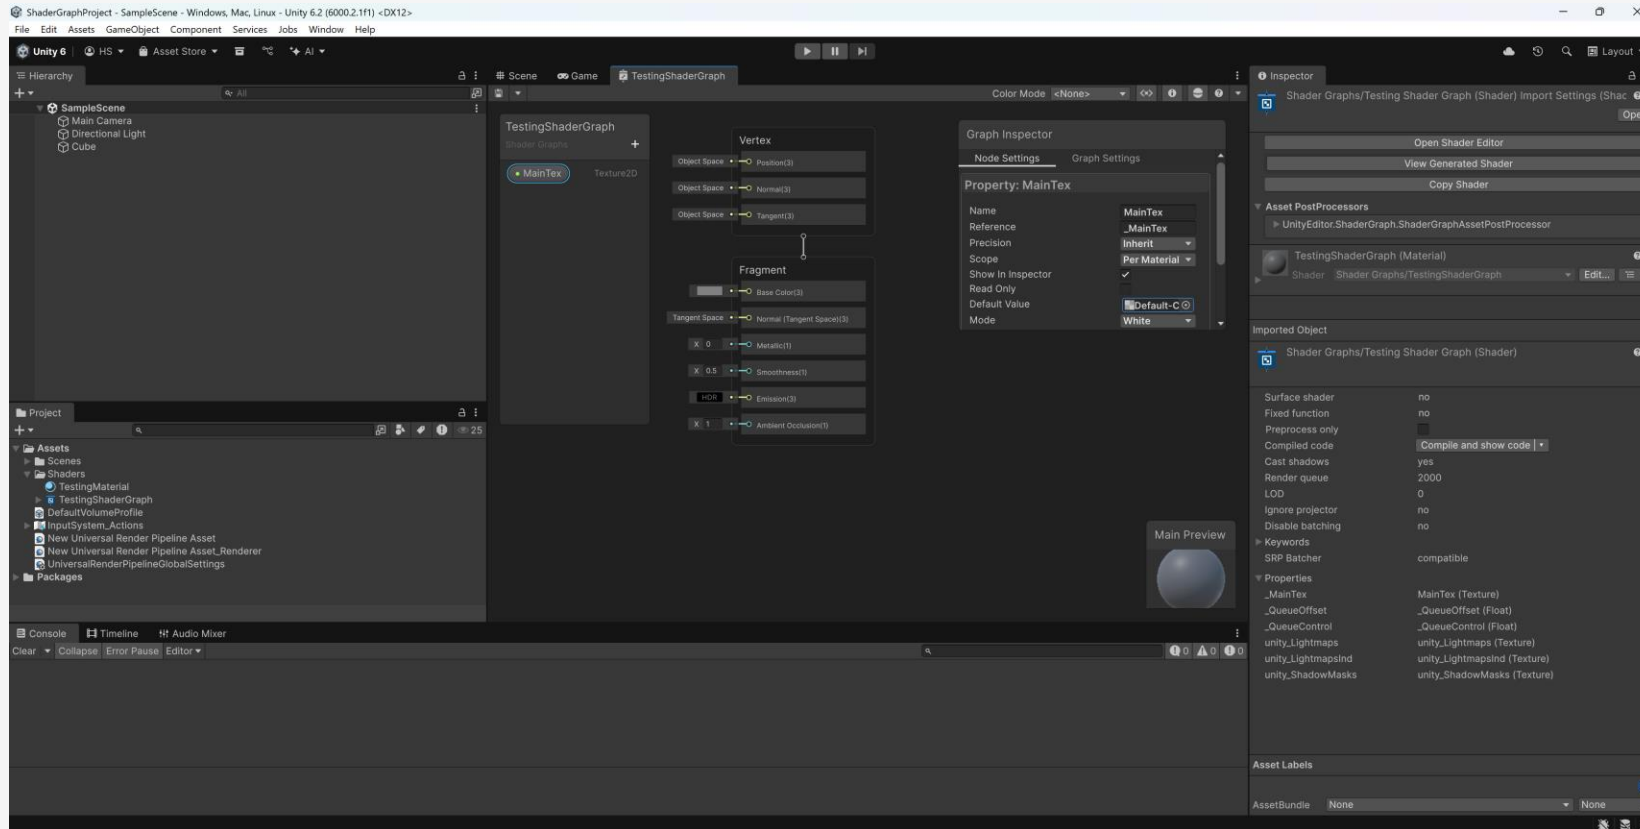 ShaderGraphProject - SampleScene - Windows, Mac, Linux - Unity 6.2 (6000.2.1f1) <DX12>
File Edit Assets GameObject Component Services Jobs Window Help
Unity 6 HS Asset Store AI Layout
Hierarchy
All
SampleScene
Main Camera
Directional Light
Cube
Project
25
Assets
Scenes
Shaders
TestingMaterial
TestingShaderGraph
DefaultVolumeProfile
InputSystem_Actions
New Universal Render Pipeline Asset
New Universal Render Pipeline Asset_Renderer
UniversalRenderPipelineGlobalSettings
Packages
Scene Game TestingShaderGraph
Color Mode <None>
TestingShaderGraph
Shader Graphs
MainTex Texture2D
Vertex
Object Space Position(3)
Object Space Normal(3)
Object Space Tangent(3)
Fragment
Base Color(3)
Tangent Space Normal (Tangent Space)(3)
X 0 Metallic(1)
X 0.5 Smoothness(1)
HDR Emission(3)
X 1 Ambient Occlusion(1)
Graph Inspector
Node Settings Graph Settings
Property: MainTex
Name MainTex
Reference _MainTex
Precision Inherit
Scope Per Material
Show In Inspector
Read Only
Default Value Default-C
Mode White
Main Preview
Console Timeline Audio Mixer
Clear Collapse Error Pause Editor 0 0 0
Inspector
Shader Graphs/Testing Shader Graph (Shader) Import Settings (Shac
Ope
Open Shader Editor
View Generated Shader
Copy Shader
Asset PostProcessors
UnityEditor.ShaderGraph.ShaderGraphAssetPostProcessor
TestingShaderGraph (Material)
Shader Shader Graphs/TestingShaderGraph Edit...
Imported Object
Shader Graphs/Testing Shader Graph (Shader)
Surface shader no
Fixed function no
Preprocess only
Compiled code Compile and show code
Cast shadows yes
Render queue 2000
LOD 0
Ignore projector no
Disable batching no
Keywords
SRP Batcher compatible
Properties
_MainTex MainTex (Texture)
_QueueOffset _QueueOffset (Float)
_QueueControl _QueueControl (Float)
unity_Lightmaps unity_Lightmaps (Texture)
unity_LightmapsInd unity_LightmapsInd (Texture)
unity_ShadowMasks unity_ShadowMasks (Texture)
Asset Labels
AssetBundle None None